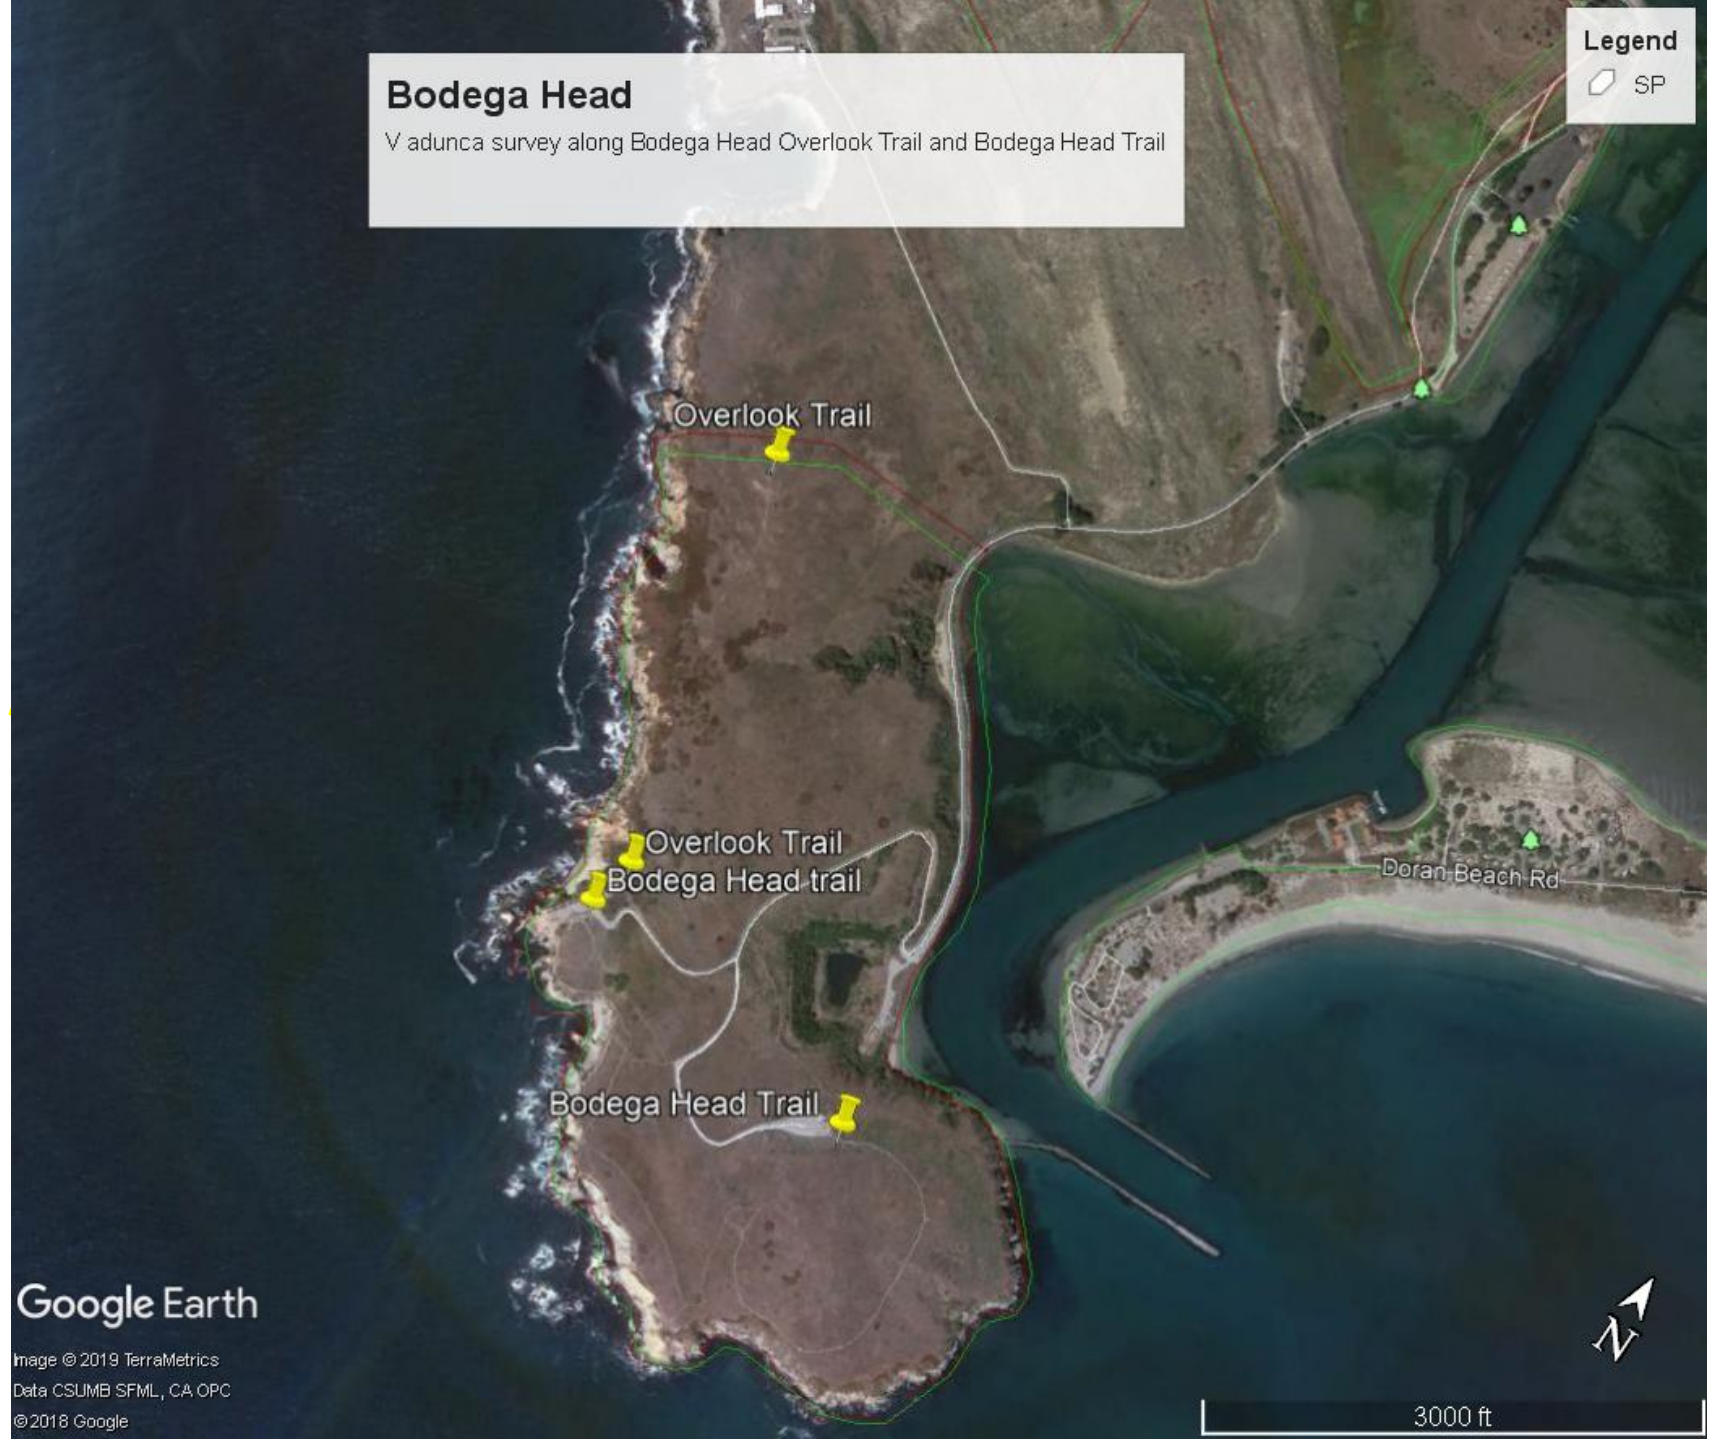 Legend
SP
Bodega Head
V adunca survey along Bodega Head Overlook Trail and Bodega Head Trail
Overlook Trail
Overlook Trail
Bodega Head trail
Doran Beach Rd
Bodega Head Trail
Google Earth
N
Image © 2019 TerraMetrics
Data CSUMB SFML, CA OPC
© 2018 Google
3000 ft